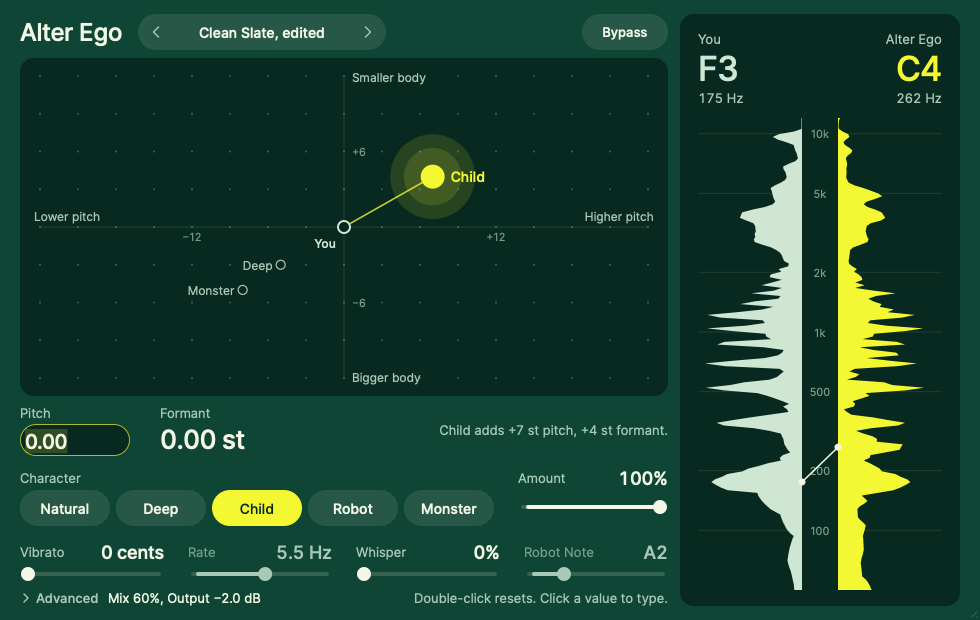 Alter Ego
Clean Slate, edited
Bypass
Smaller body
+6
Child
Lower pitch
Higher pitch
−12
+12
You
Deep
Monster
−6
Bigger body
Pitch
0.00
Formant
0.00 st
Child adds +7 st pitch, +4 st formant.
Character
Natural
Deep
Child
Robot
Monster
Amount
100%
Vibrato
0 cents
Rate
5.5 Hz
Whisper
0%
Robot Note
A2
Advanced Mix 60%, Output −2.0 dB
Double-click resets. Click a value to type.
You
F3
175 Hz
Alter Ego
C4
262 Hz
10k
5k
2k
1k
500
200
100